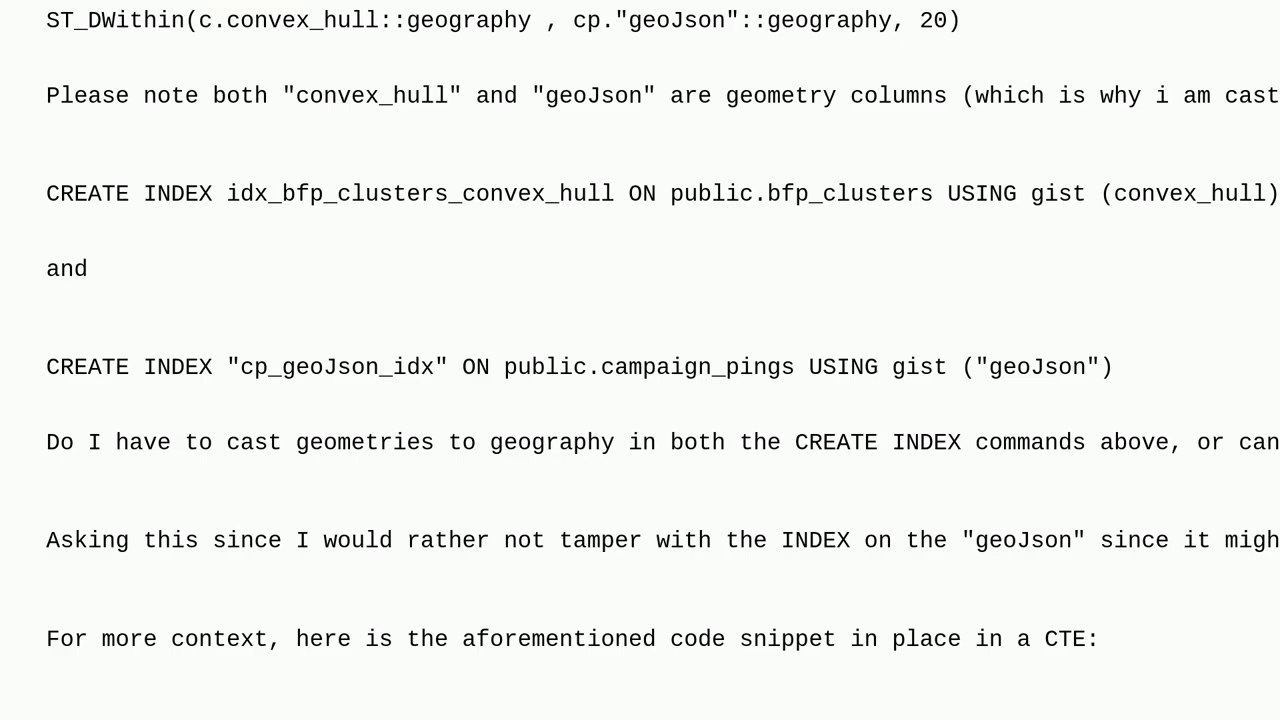 ST_DWithin(c.convex_hull::geography , cp."geoJson"::geography, 20)
Please note both "convex_hull" and "geoJson" are geometry columns (which is why i am cast
CREATE INDEX idx_bfp_clusters_convex_hull ON public.bfp_clusters USING gist (convex_hull)
and
CREATE INDEX "cp_geoJson_idx" ON public.campaign_pings USING gist ("geoJson")
Do I have to cast geometries to geography in both the CREATE INDEX commands above, or can
Asking this since I would rather not tamper with the INDEX on the "geoJson" since it migh
For more context, here is the aforementioned code snippet in place in a CTE: